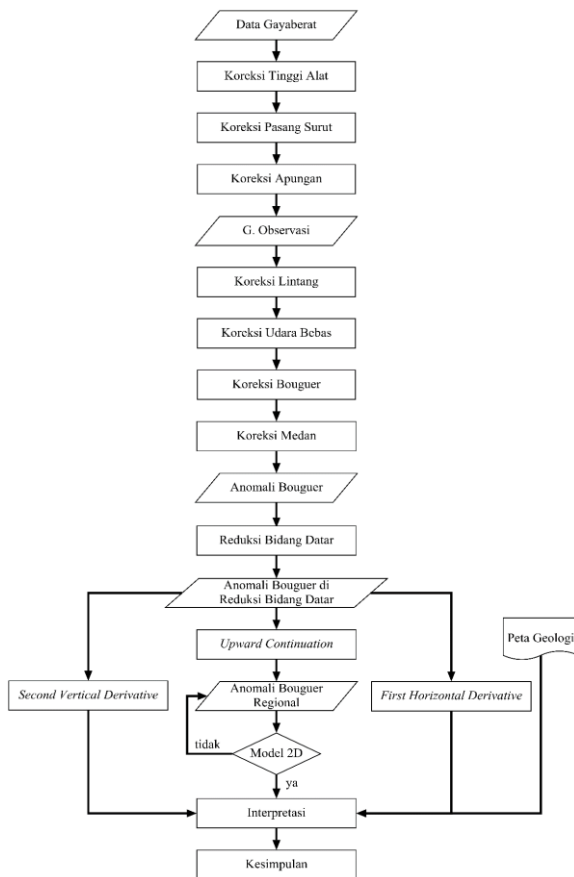 Data Gayaberat
Koreksi Tinggi Alat
Koreksi Pasang Surut
Koreksi Apungan
G. Observasi
Koreksi Lintang
Koreksi Udara Bebas
Koreksi Bouguer
Koreksi Medan
Anomali Bouguer
Reduksi Bidang Datar
Anomali Bouguer di
Reduksi Bidang Datar
Upward Continuation
Peta Geologi
Second Vertical Derivative
Anomali Bouguer
Regional
First Horizontal Derivative
tidak
Model 2D
ya
Interpretasi
Kesimpulan